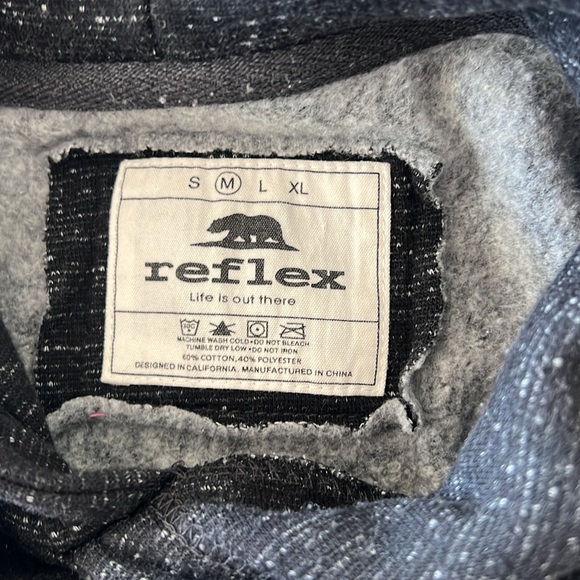 S M L XL
reflex
Life is out there
30C
MACHINE WASH COLD•DO NOT BLEACH
TUMBLE DRY LOW•DO NOT IRON
60% COTTON, 40% POLYESTER
DESIGNED IN CALIFORNIA. MANUFACTURED IN CHINA